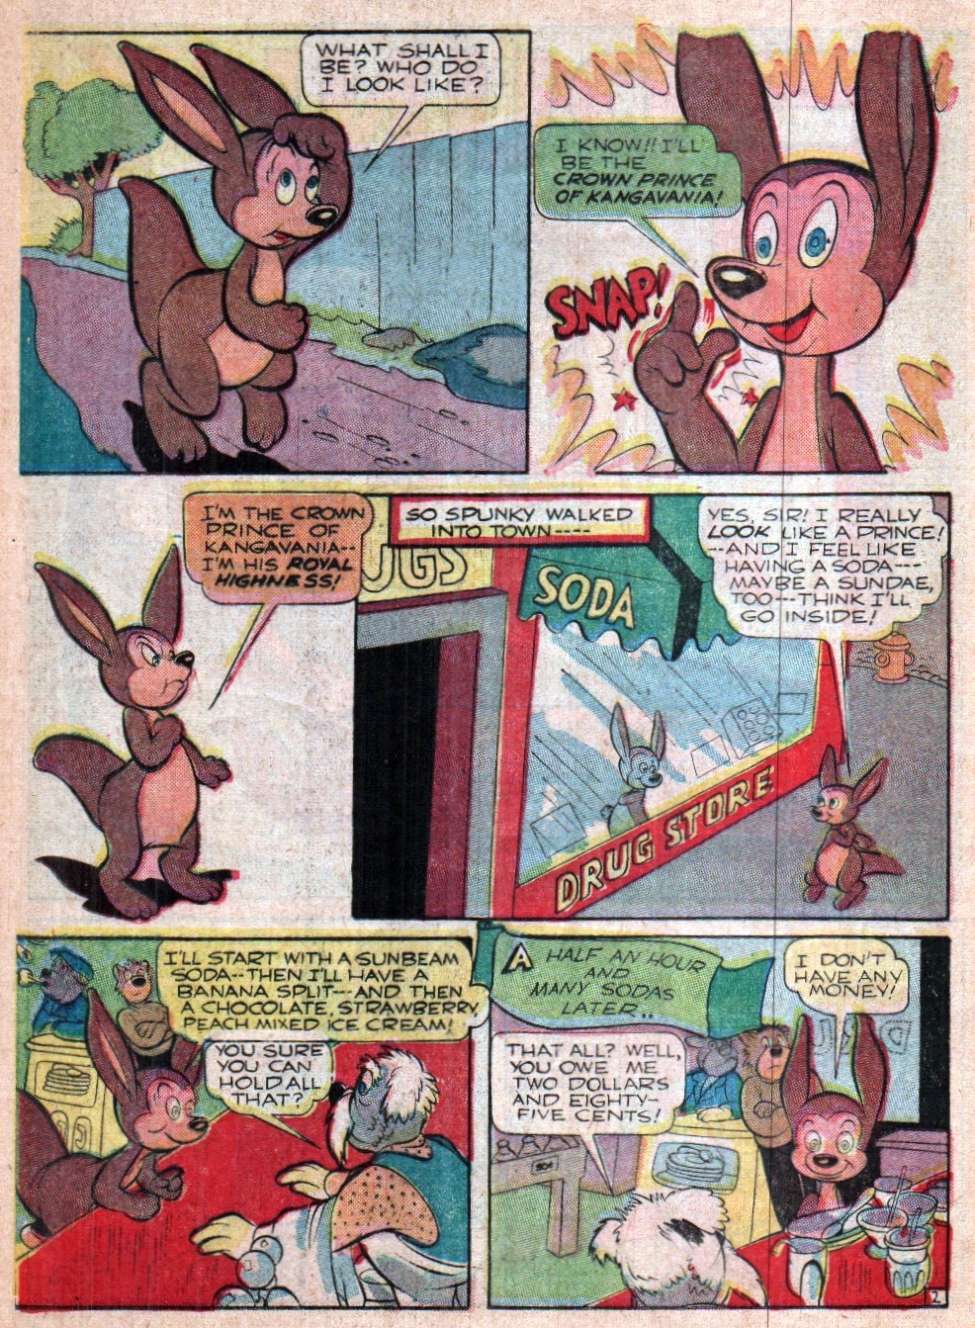 WHAT SHALL I
BE? WHO DO
I LOOK LIKE?
I KNOW!! I'LL
BE THE
CROWN PRINCE
OF KANGAVANIA!
SNAP!
I'M THE CROWN
PRINCE OF
KANGAVANIA--
I'M HIS ROYAL
HIGHNESS!
SO SPUNKY WALKED
INTO TOWN----
UGS
SODA
DRUG STORE
YES, SIR! I REALLY
LOOK LIKE A PRINCE!
--AND I FEEL LIKE
HAVING A SODA---
MAYBE A SUNDAE,
TOO---THINK I'LL
GO INSIDE!
I'LL START WITH A SUNBEAM
SODA--THEN I'LL HAVE A
BANANA SPLIT---AND THEN
A CHOCOLATE, STRAWBERRY,
PEACH MIXED ICE CREAM!
YOU SURE
YOU CAN
HOLD ALL
THAT?
A HALF AN HOUR
AND
MANY SODAS
LATER..
THAT ALL? WELL,
YOU OWE ME
TWO DOLLARS
AND EIGHTY-
FIVE CENTS!
I DON'T
HAVE ANY
MONEY!
2